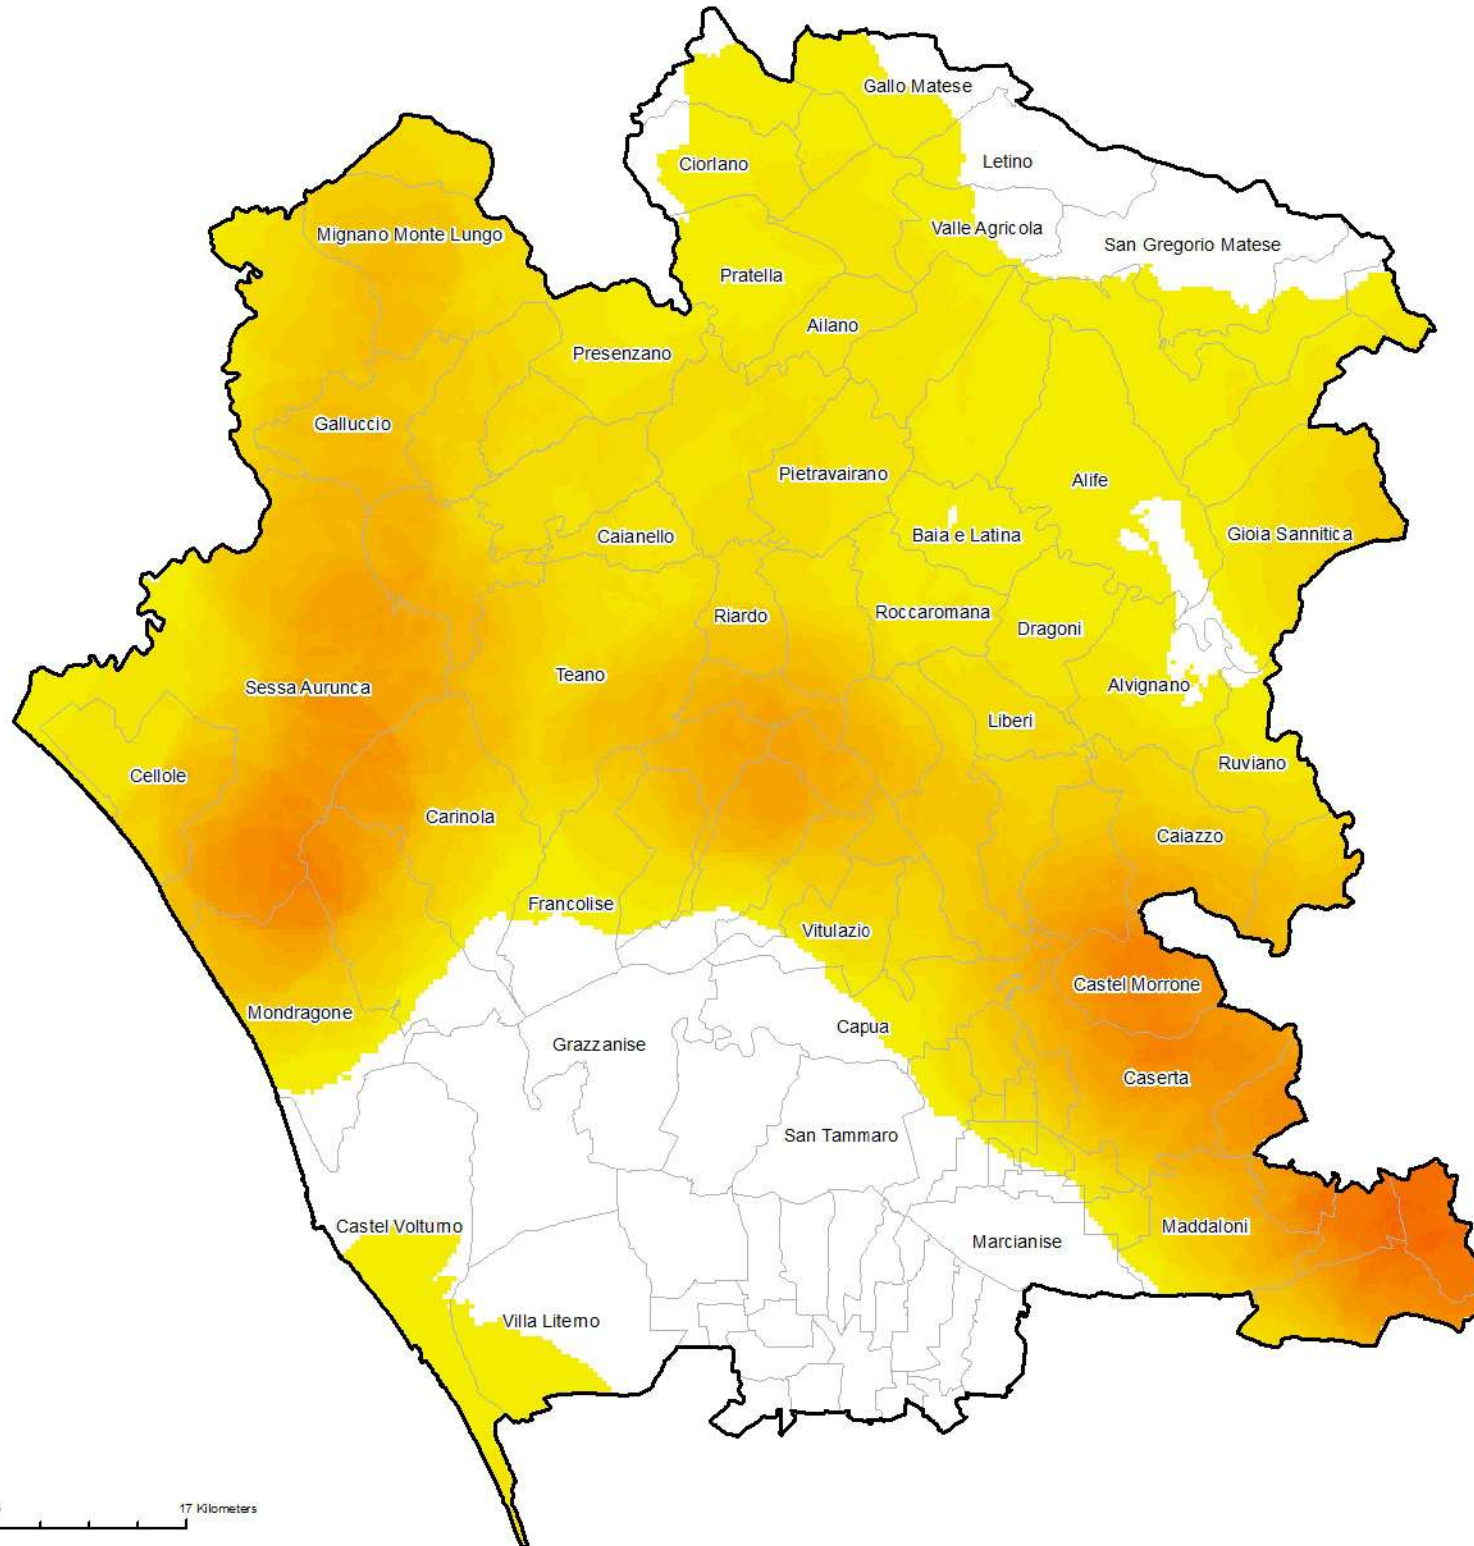 Gallo Matese
Ciorlano
Letino
Mignano Monte Lungo
Valle Agricola
San Gregorio Matese
Pratella
Ailano
Presenzano
Galluccio
Pietravairano
Alife
Caianello
Baia e Latina
Gioia Sannitica
Riardo
Roccaromana
Dragoni
Teano
Sessa Aurunca
Alvignano
Liberi
Cellole
Ruviano
Carinola
Caiazzo
Francolise
Vitulazio
Castel Morrone
Mondragone
Capua
Grazzanise
Caserta
San Tammaro
Castel Volturno
Maddaloni
Marcianise
Villa Literno
17 Kilometers